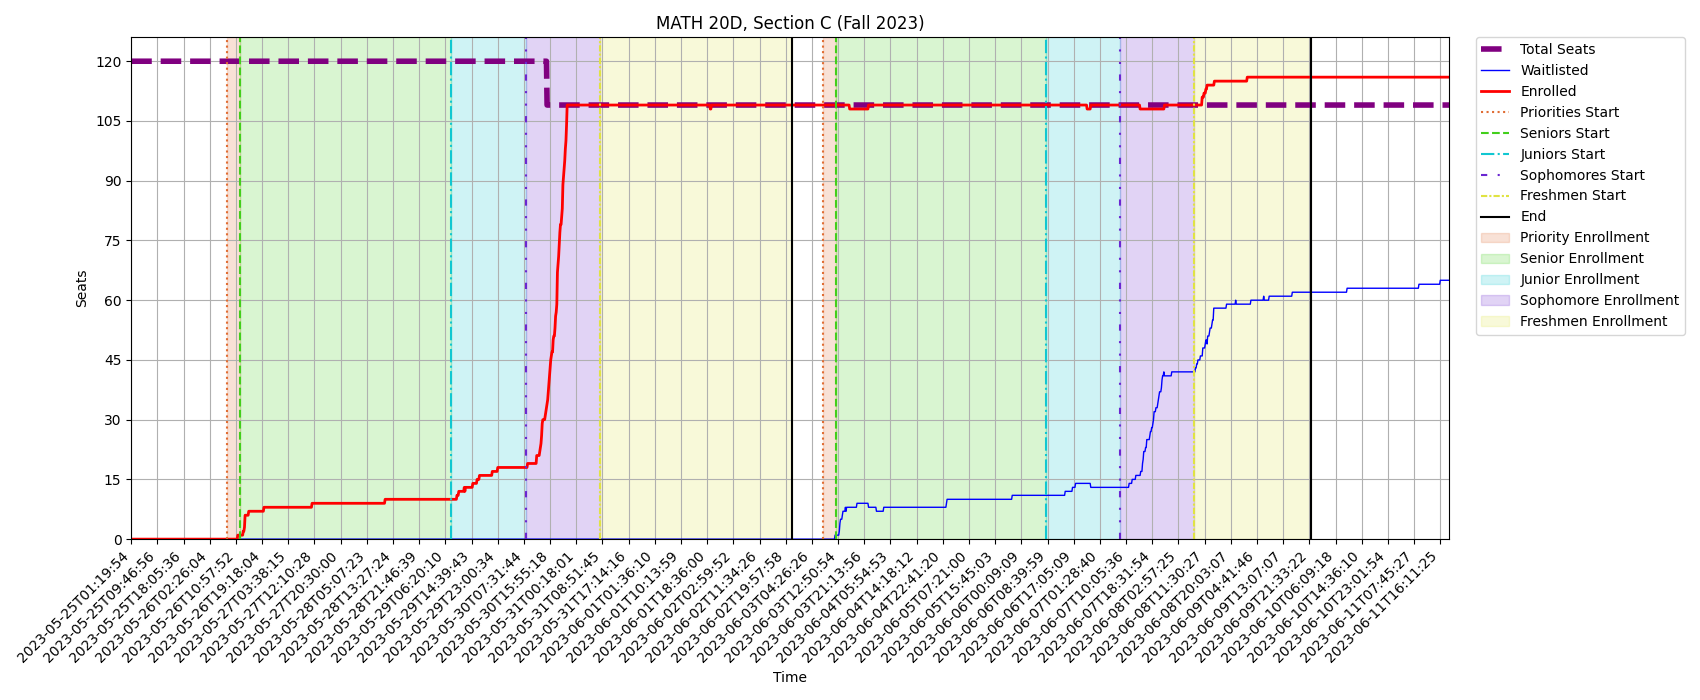 MATH 20D, Section C (Fall 2023)
Seats
120
105
90
75
60
45
30
15
0
2023-05-25T01:19:54
2023-05-25T09:46:56
2023-05-25T18:05:36
2023-05-26T02:26:04
2023-05-26T10:57:52
2023-05-26T19:18:04
2023-05-27T03:38:15
2023-05-27T12:10:28
2023-05-27T20:30:00
2023-05-28T05:07:23
2023-05-28T13:27:24
2023-05-28T21:46:39
2023-05-29T06:20:10
2023-05-29T14:39:43
2023-05-29T23:00:34
2023-05-30T07:31:44
2023-05-30T15:55:18
2023-05-31T00:18:01
2023-05-31T08:51:45
2023-05-31T17:14:16
2023-06-01T01:36:10
2023-06-01T10:13:59
2023-06-01T18:36:00
2023-06-02T02:59:52
2023-06-02T11:34:26
2023-06-02T19:57:58
2023-06-03T04:26:26
2023-06-03T12:50:54
2023-06-03T21:13:56
2023-06-04T05:54:53
2023-06-04T14:18:12
2023-06-04T22:41:20
2023-06-05T07:21:00
2023-06-05T15:45:03
2023-06-06T00:09:09
2023-06-06T08:39:59
2023-06-06T17:05:09
2023-06-07T01:28:40
2023-06-07T10:05:36
2023-06-07T18:31:54
2023-06-08T02:57:25
2023-06-08T11:30:27
2023-06-08T20:03:07
2023-06-09T04:41:46
2023-06-09T13:07:07
2023-06-09T21:33:22
2023-06-10T06:09:18
2023-06-10T14:36:10
2023-06-10T23:01:54
2023-06-11T07:45:27
2023-06-11T16:11:25
Time
Total Seats
Waitlisted
Enrolled
Priorities Start
Seniors Start
Juniors Start
Sophomores Start
Freshmen Start
End
Priority Enrollment
Senior Enrollment
Junior Enrollment
Sophomore Enrollment
Freshmen Enrollment